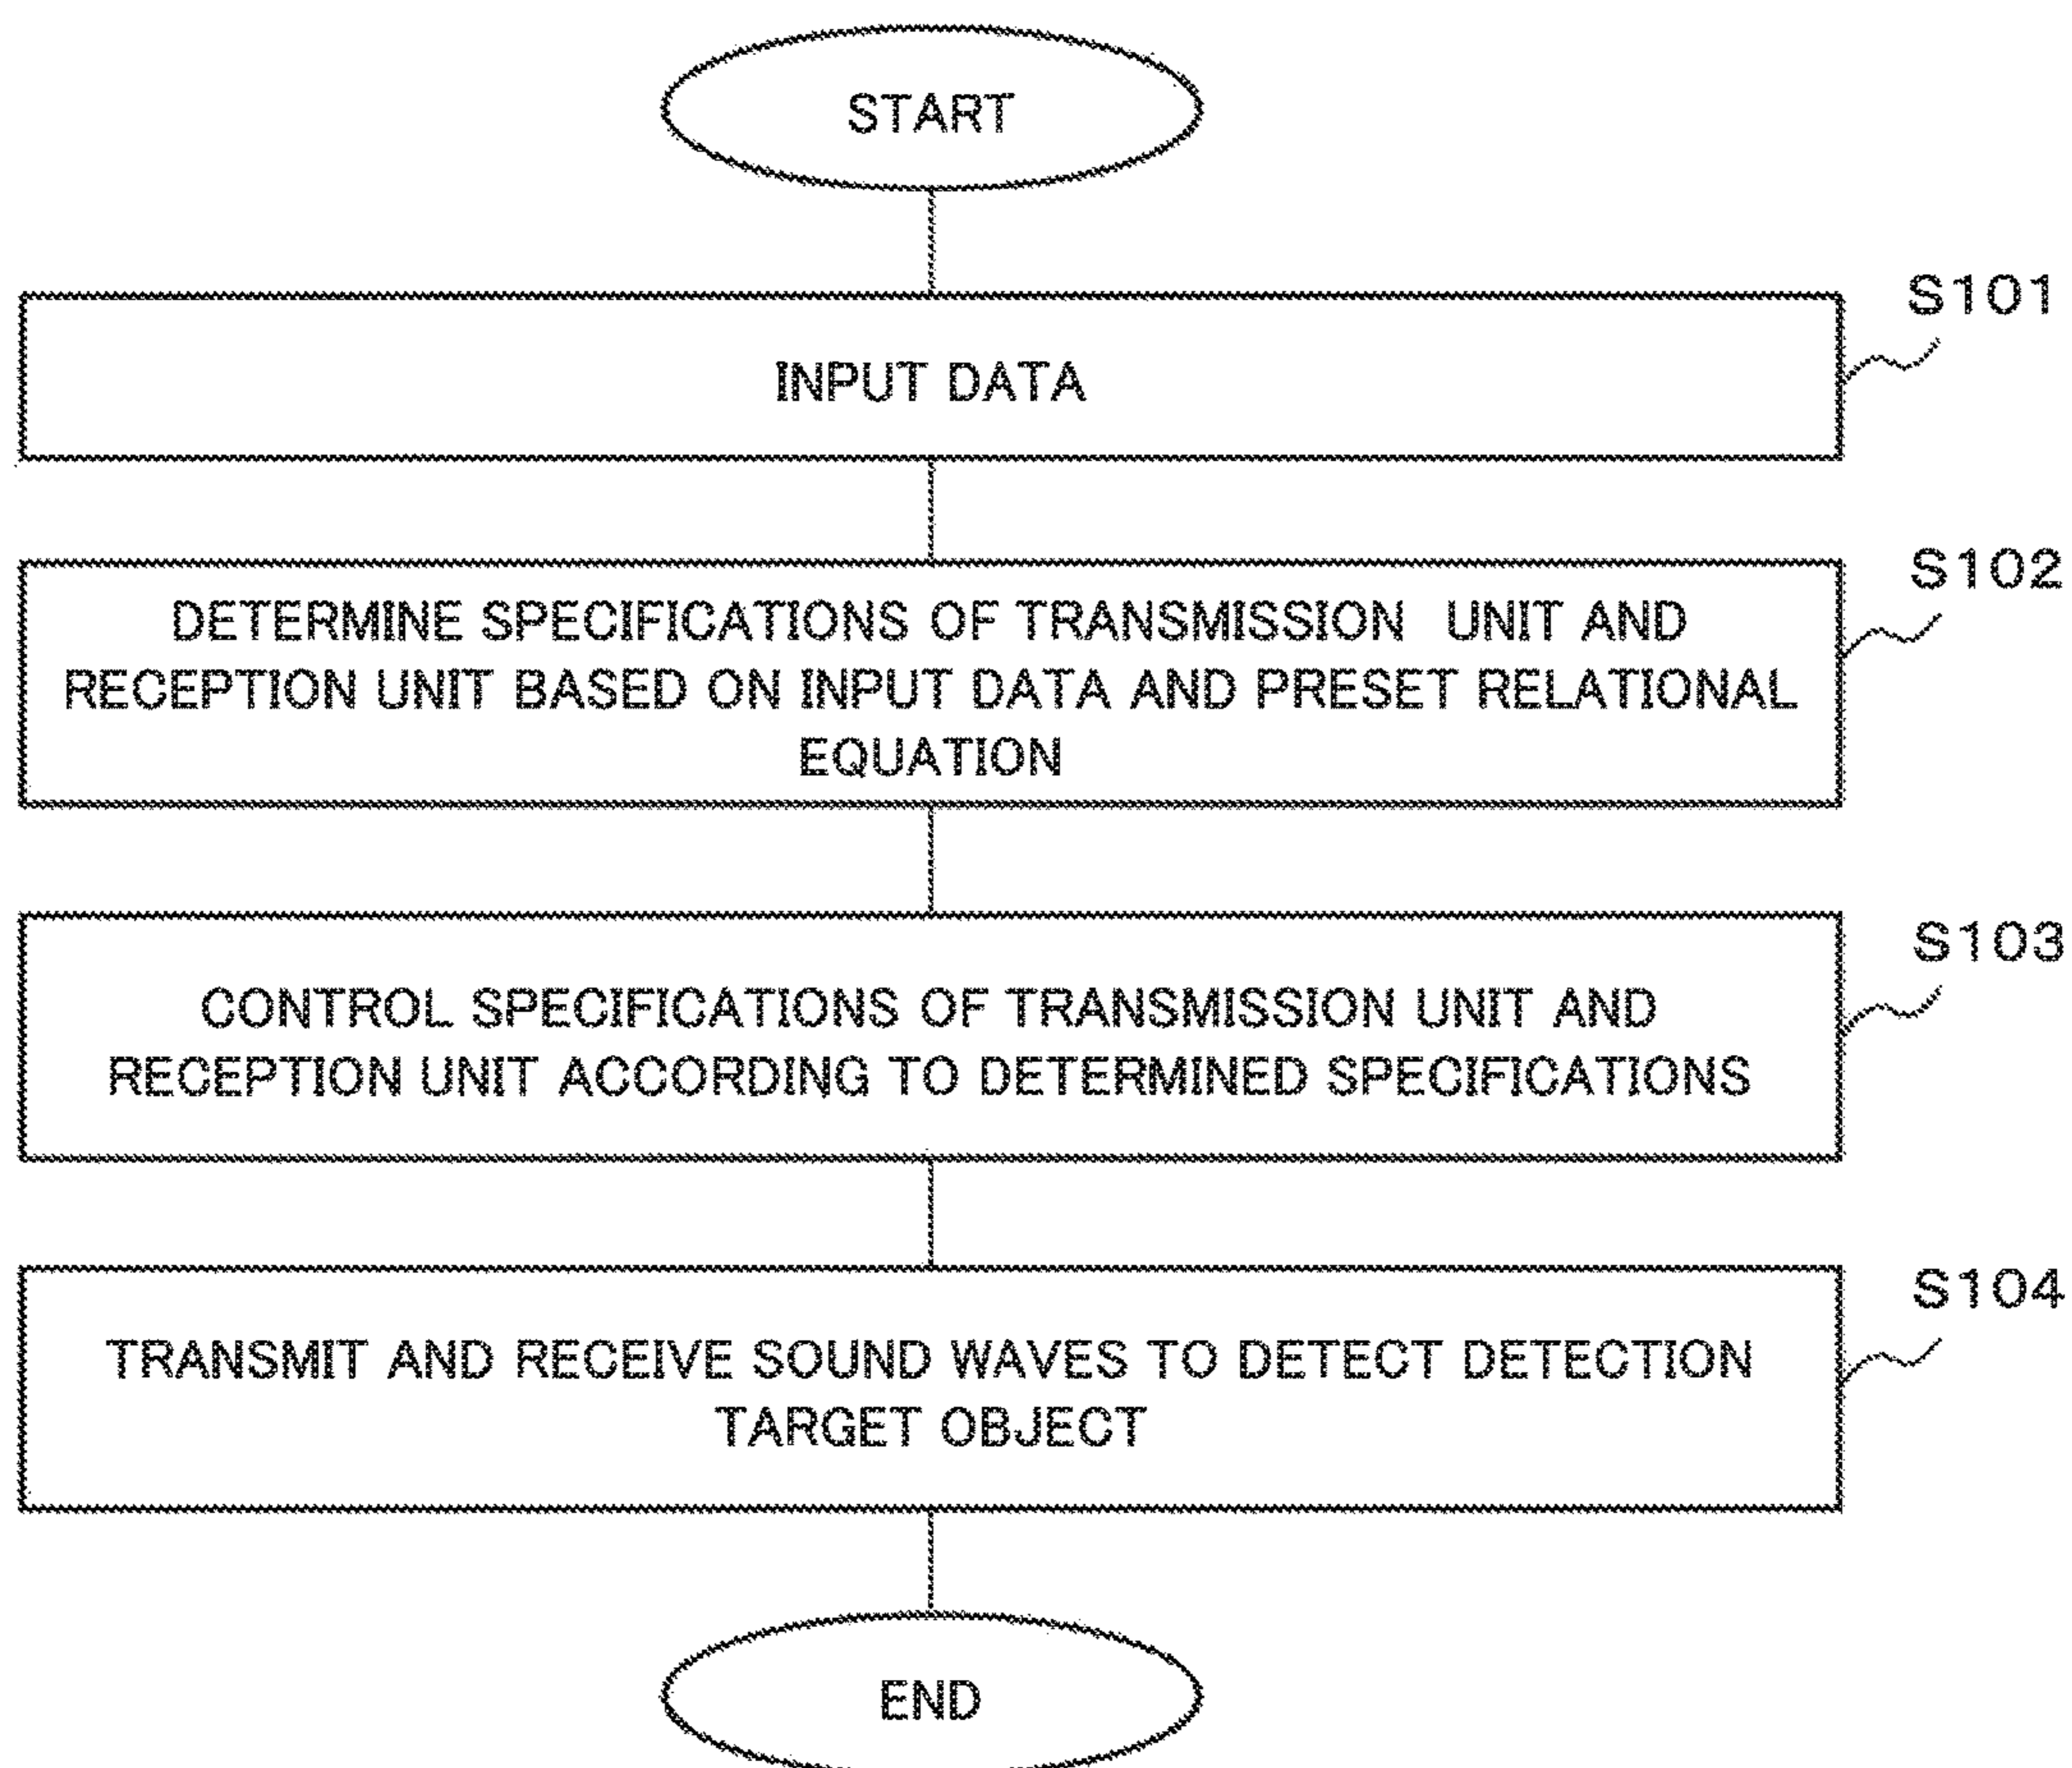 START
S101
INPUT DATA
S102
DETERMINE SPECIFICATIONS OF TRANSMISSION UNIT AND
RECEPTION UNIT BASED ON INPUT DATA AND PRESET RELATIONAL
EQUATION
S103
CONTROL SPECIFICATIONS OF TRANSMISSION UNIT AND
RECEPTION UNIT ACCORDING TO DETERMINED SPECIFICATIONS
S104
TRANSMIT AND RECEIVE SOUND WAVES TO DETECT DETECTION
TARGET OBJECT
END